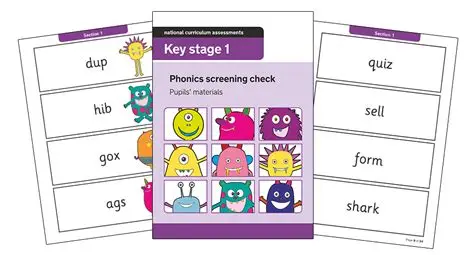 Section 1
dup
hib
gox
ags
national curriculum assessments
Key stage 1
Phonics screening check
Pupils' materials
Section 1
quiz
sell
form
shark